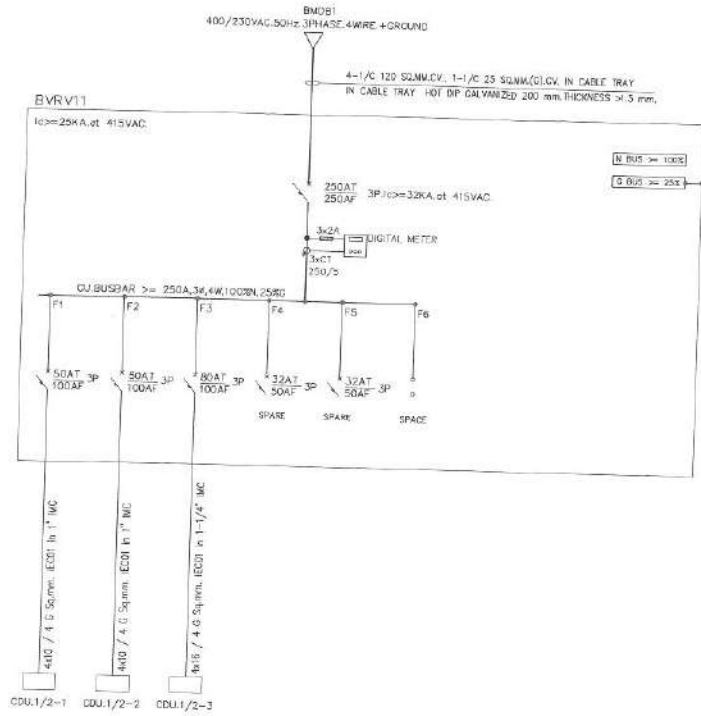 BMDB1
400/230VAC.50Hz.3PHASE.4WIRE.+GROUND
4-1/C 120 SQ.MM.CV., 1-1/C 25 SQ.MM.(G).CV. IN CABLE TRAY
IN CABLE TRAY HOT DIP GALVANIZED 200 mm. THICKNESS >1.5 mm.
BVRV11
Ic>=25KA.at 415VAC.
N BUS >= 100%
G BUS >= 25%
250AT
250AF
3P.Ic>=32KA.at 415VAC.
3x2A
DIGITAL METER
3xCT
250/5
CU.BUSBAR >= 250A,3Ø,4W,100%N,25%G
F1
F2
F3
F4
F5
F6
50AT
100AF
3P
50AT
100AF
3P
80AT
100AF
3P
32AT
50AF
3P
32AT
50AF
3P
SPARE
SPARE
SPACE
4x10 / 4 G Sq.mm. IEC01 in 1" IMC
4x10 / 4 G Sq.mm. IEC01 in 1" IMC
4x16 / 4 G Sq.mm. IEC01 in 1-1/4" IMC
CDU.1/2-1
CDU.1/2-2
CDU.1/2-3